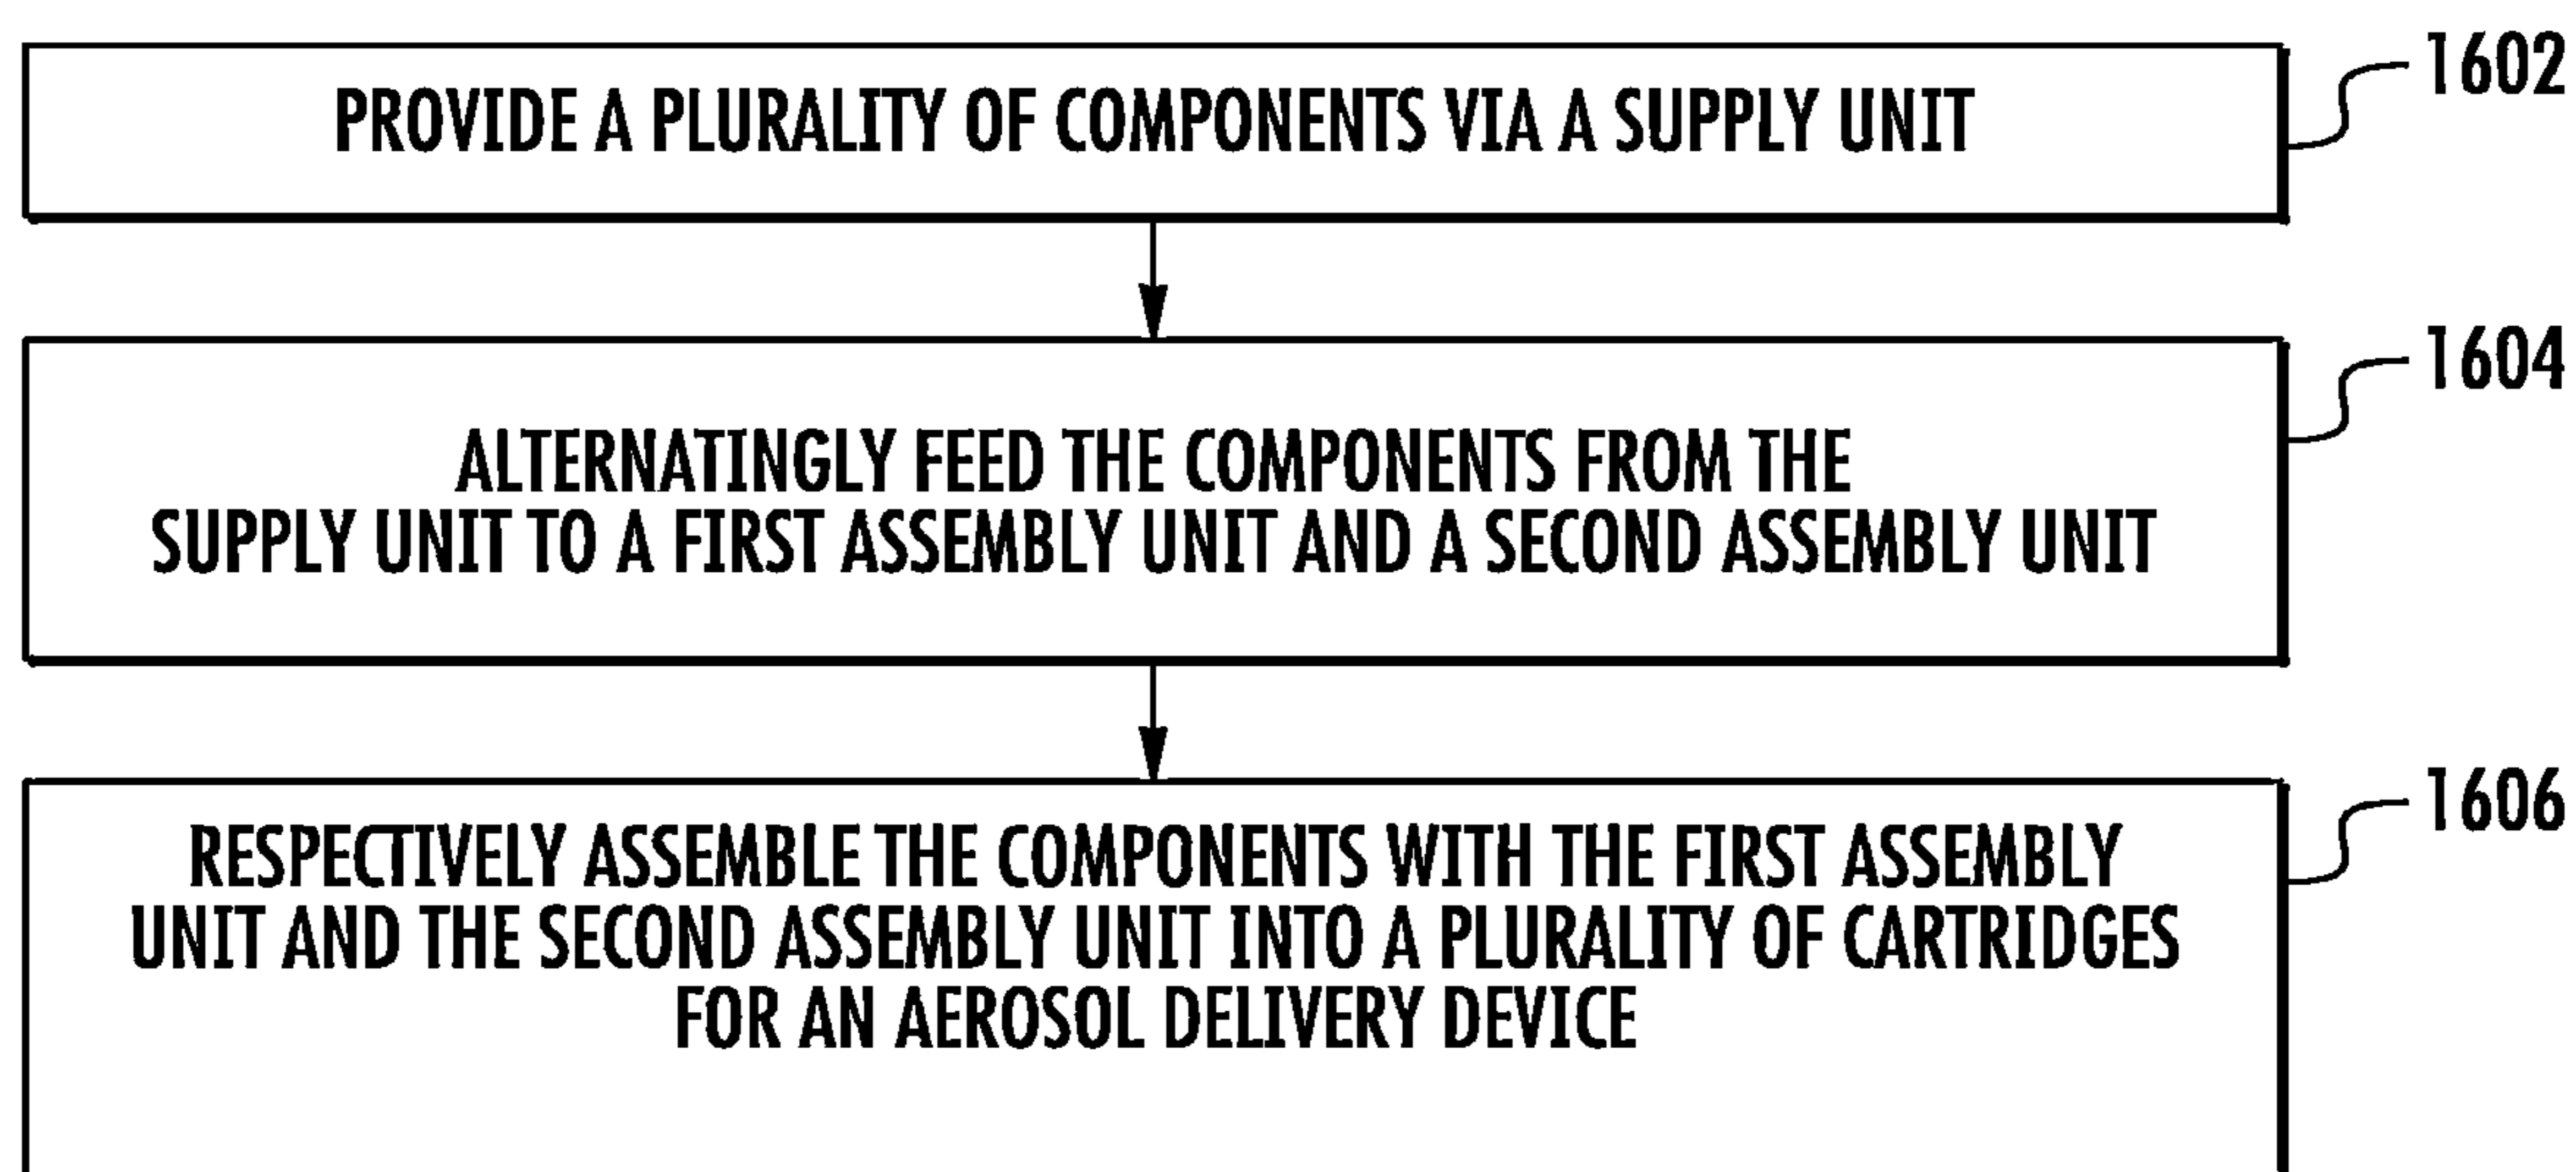 PROVIDE A PLURALITY OF COMPONENTS VIA A SUPPLY UNIT
1602
ALTERNATINGLY FEED THE COMPONENTS FROM THE
SUPPLY UNIT TO A FIRST ASSEMBLY UNIT AND A SECOND ASSEMBLY UNIT
1604
RESPECTIVELY ASSEMBLE THE COMPONENTS WITH THE FIRST ASSEMBLY
UNIT AND THE SECOND ASSEMBLY UNIT INTO A PLURALITY OF CARTRIDGES
FOR AN AEROSOL DELIVERY DEVICE
1606